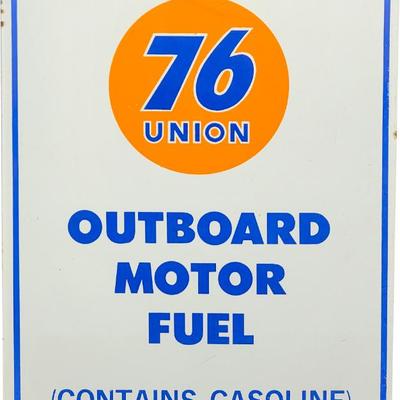 76
UNION
OUTBOARD
MOTOR
FUEL
(CONTAINS GASOLINE)